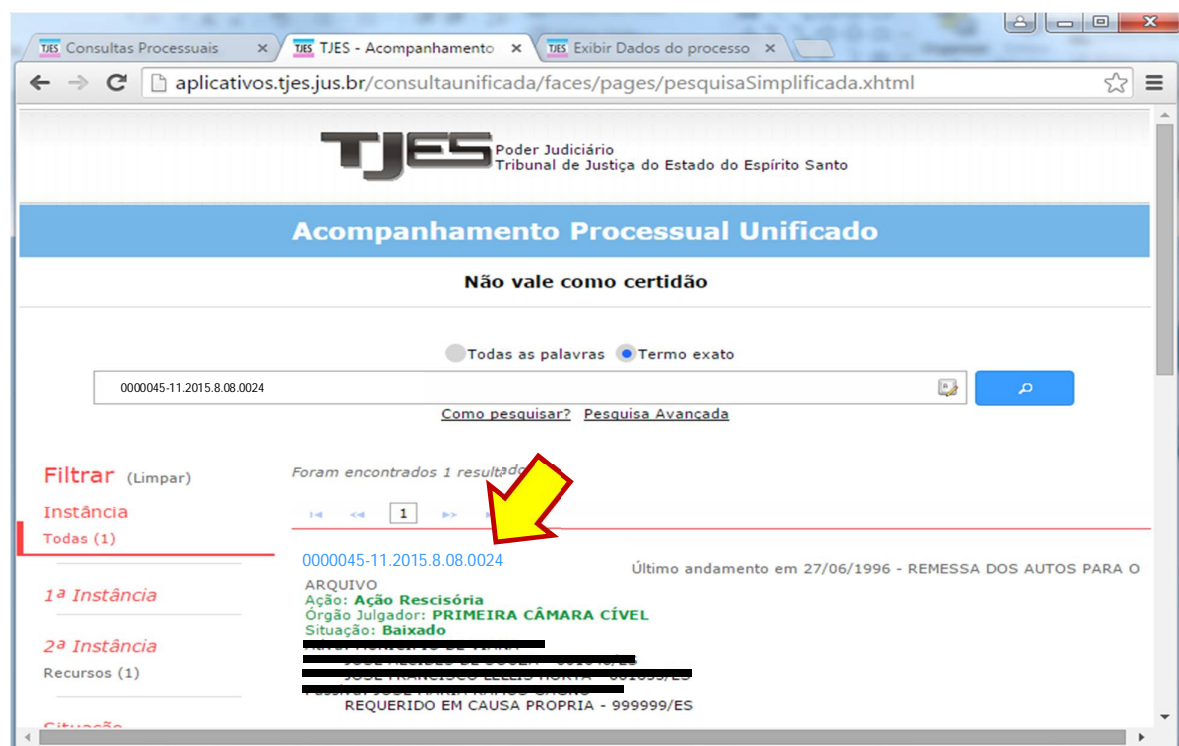 TJES Consultas Processuais
TJES TJES - Acompanhamento
TJES Exibir Dados do processo
aplicativos.tjes.jus.br/consultaunificada/faces/pages/pesquisaSimplificada.xhtml
TJES
Poder Judiciário
Tribunal de Justiça do Estado do Espírito Santo
Acompanhamento Processual Unificado
Não vale como certidão
Todas as palavras Termo exato
0000045-11.2015.8.08.0024
Como pesquisar? Pesquisa Avançada
Filtrar (Limpar)
Foram encontrados 1
Instância
1
Todas (1)
0000045-11.2015.8.08.0024
Último andamento em 27/06/1996 - REMESSA DOS AUTOS PARA O
ARQUIVO
Ação: Ação Rescisória
Órgão Julgador: PRIMEIRA CÂMARA CÍVEL
Situação: Baixado
REQUERIDO EM CAUSA PROPRIA - 999999/ES
1ª Instância
2ª Instância
Recursos (1)